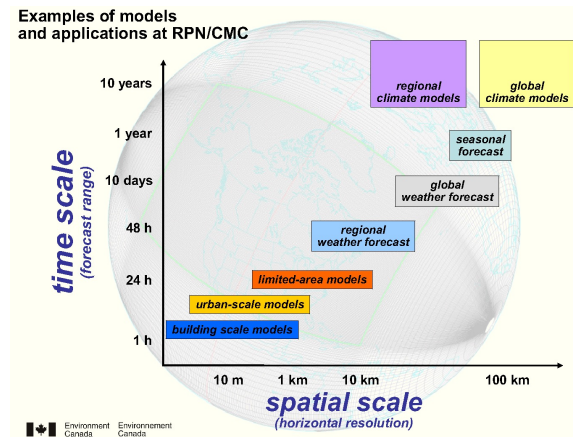 Examples of models
and applications at RPN/CMC
10 years
1 year
10 days
48 h
24 h
1 h
time scale
(forecast range)
regional
climate models
global
climate models
seasonal
forecast
global
weather forecast
regional
weather forecast
limited-area models
urban-scale models
building scale models
10 m
1 km
10 km
100 km
spatial scale
(horizontal resolution)
Environment
Canada
Environnement
Canada